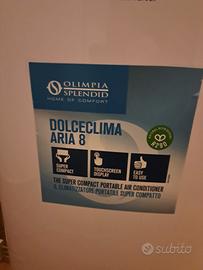 OLIMPIA
SPLENDID
HOME OF COMFORT
DOLCECLIMA
ARIA 8
R290
SUPER
COMPACT
TOUCHSCREEN
DISPLAY
EASY
TO USE
THE SUPER COMPACT PORTABLE AIR CONDITIONER
IL CLIMATIZZATORE PORTATILE SUPER COMPATTO
subito